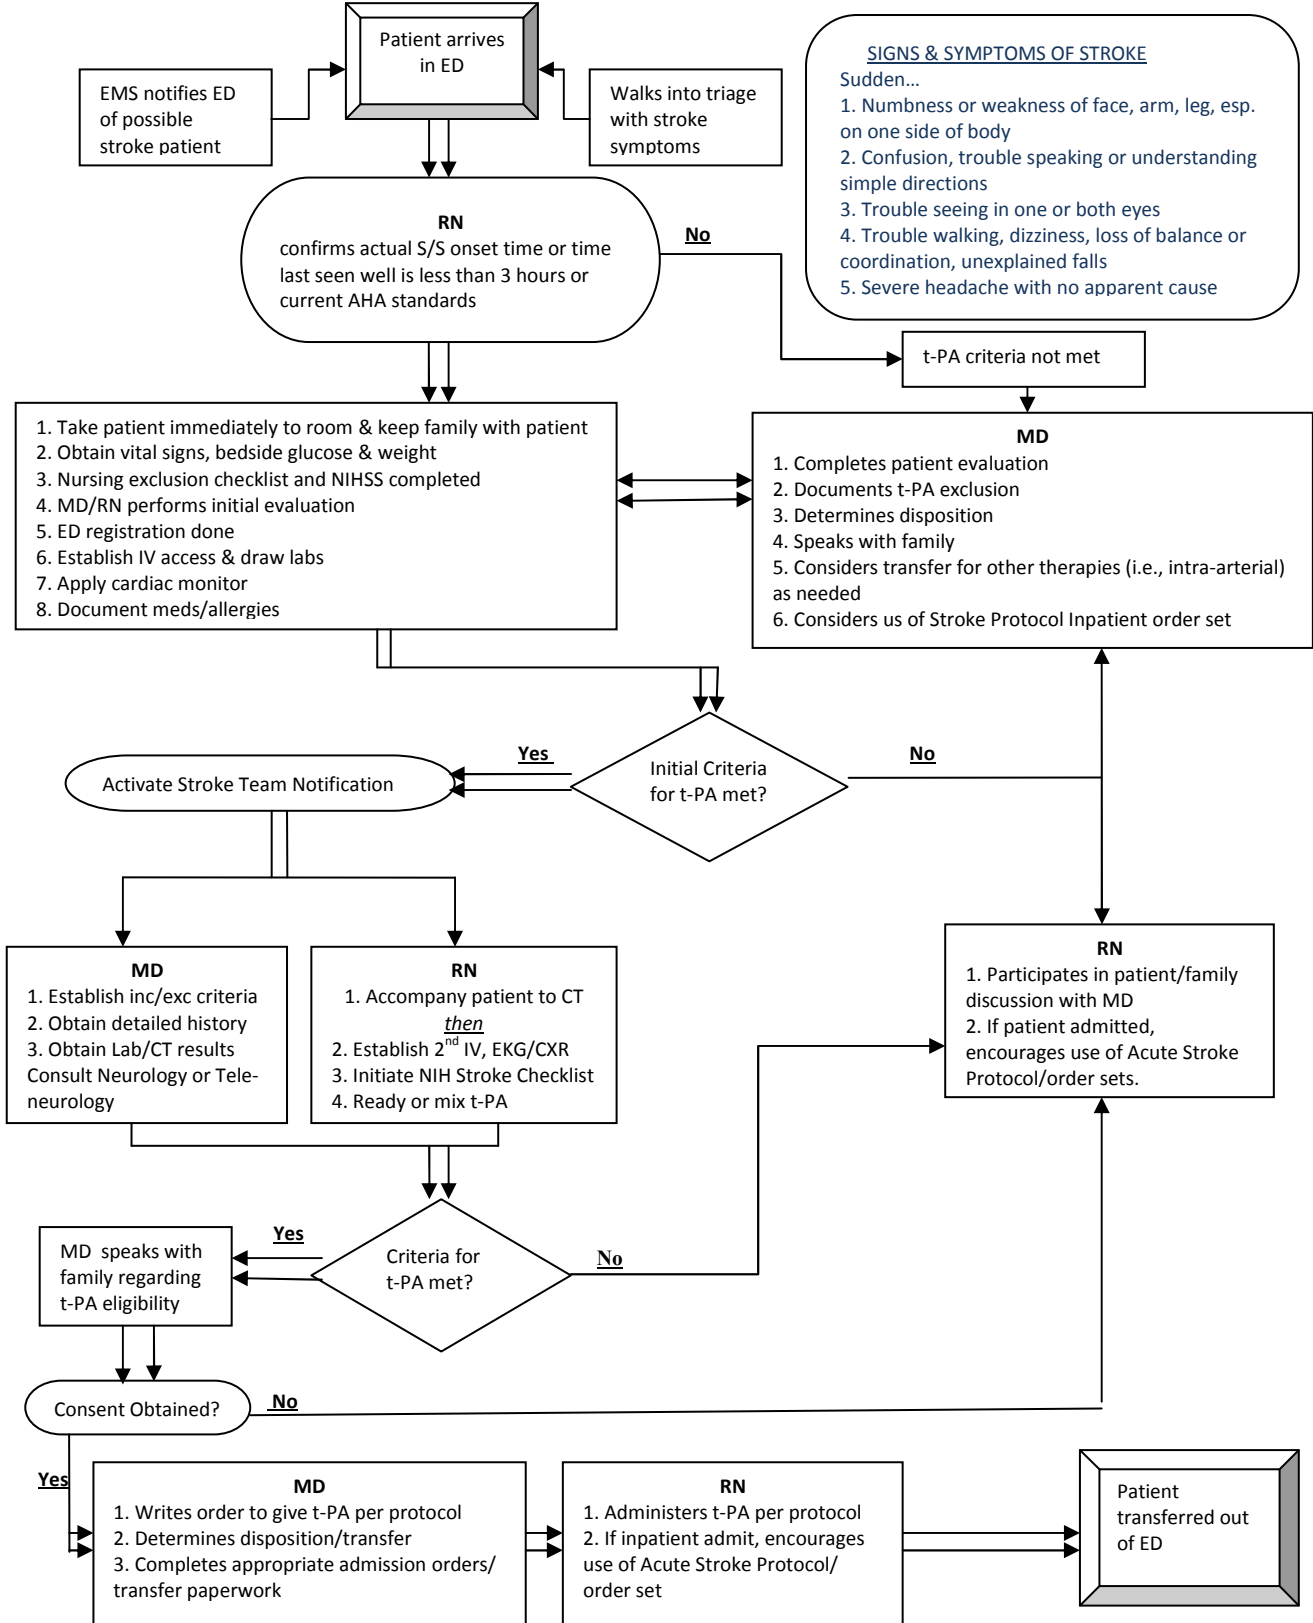 Patient arrives
in ED
EMS notifies ED
of possible
stroke patient
Walks into triage
with stroke
symptoms
SIGNS & SYMPTOMS OF STROKE
Sudden...
1. Numbness or weakness of face, arm, leg, esp.
on one side of body
2. Confusion, trouble speaking or understanding
simple directions
3. Trouble seeing in one or both eyes
4. Trouble walking, dizziness, loss of balance or
coordination, unexplained falls
5. Severe headache with no apparent cause
RN
confirms actual S/S onset time or time
last seen well is less than 3 hours or
current AHA standards
No
t-PA criteria not met
1. Take patient immediately to room & keep family with patient
2. Obtain vital signs, bedside glucose & weight
3. Nursing exclusion checklist and NIHSS completed
4. MD/RN performs initial evaluation
5. ED registration done
6. Establish IV access & draw labs
7. Apply cardiac monitor
8. Document meds/allergies
MD
1. Completes patient evaluation
2. Documents t-PA exclusion
3. Determines disposition
4. Speaks with family
5. Considers transfer for other therapies (i.e., intra-arterial)
as needed
6. Considers us of Stroke Protocol Inpatient order set
Initial Criteria
for t-PA met?
Yes
No
Activate Stroke Team Notification
MD
1. Establish inc/exc criteria
2. Obtain detailed history
3. Obtain Lab/CT results
Consult Neurology or Tele-
neurology
RN
1. Accompany patient to CT
then
2. Establish 2nd IV, EKG/CXR
3. Initiate NIH Stroke Checklist
4. Ready or mix t-PA
RN
1. Participates in patient/family
discussion with MD
2. If patient admitted,
encourages use of Acute Stroke
Protocol/order sets.
Criteria for
t-PA met?
Yes
No
MD speaks with
family regarding
t-PA eligibility
Consent Obtained?
No
Yes
MD
1. Writes order to give t-PA per protocol
2. Determines disposition/transfer
3. Completes appropriate admission orders/
transfer paperwork
RN
1. Administers t-PA per protocol
2. If inpatient admit, encourages
use of Acute Stroke Protocol/
order set
Patient
transferred out
of ED